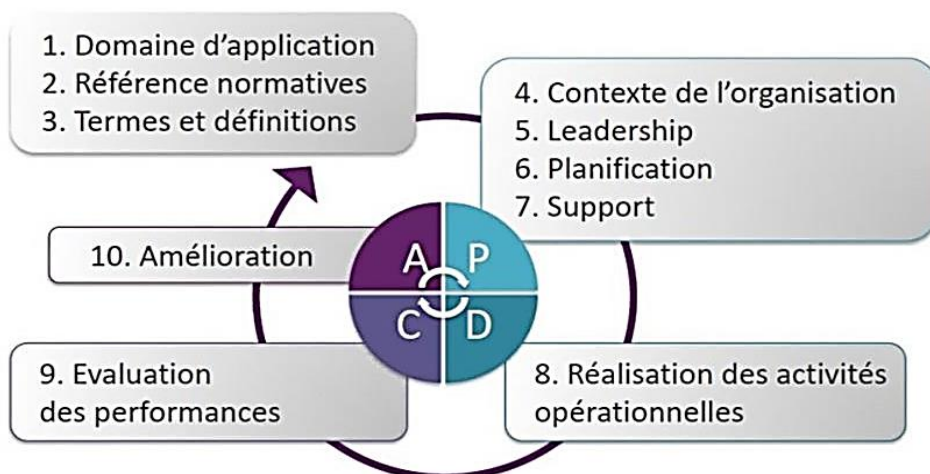 1. Domaine d’application
2. Référence normatives
3. Termes et définitions
4. Contexte de l’organisation
5. Leadership
6. Planification
7. Support
10. Amélioration
A P
C D
9. Evaluation
des performances
8. Réalisation des activités
opérationnelles